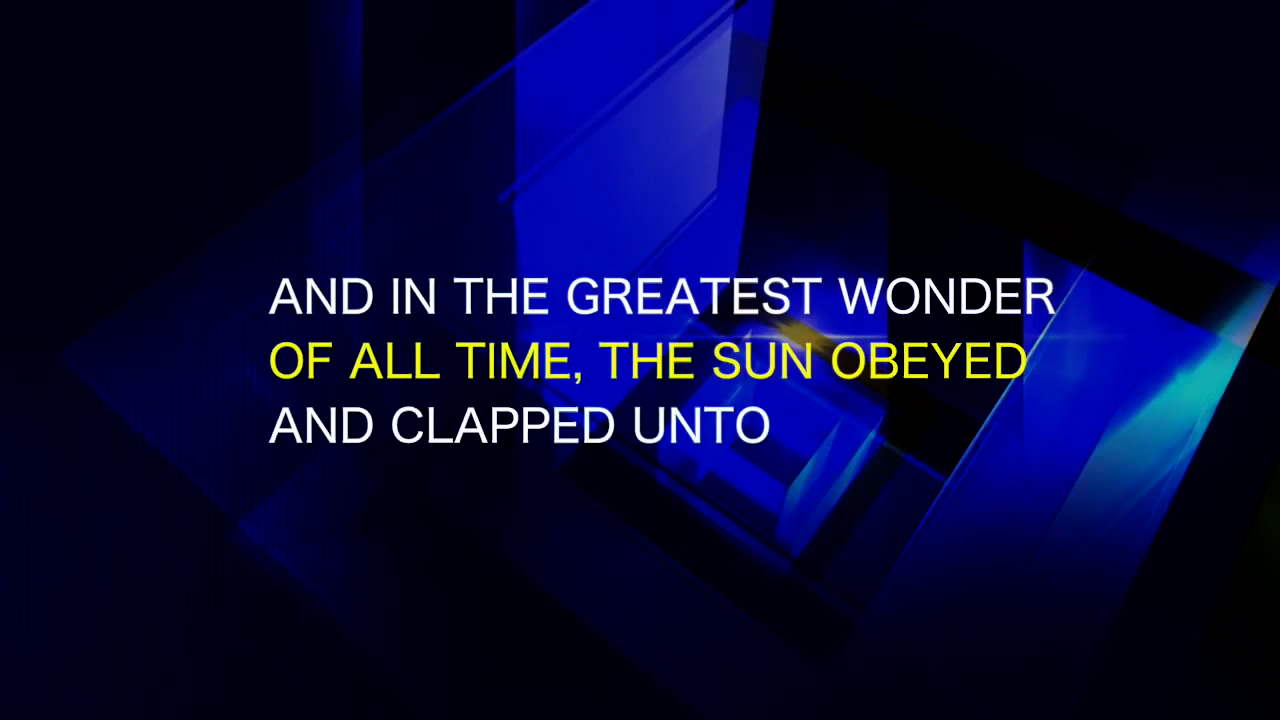 AND IN THE GREATEST WONDER
OF ALL TIME, THE SUN OBEYED
AND CLAPPED UNTO